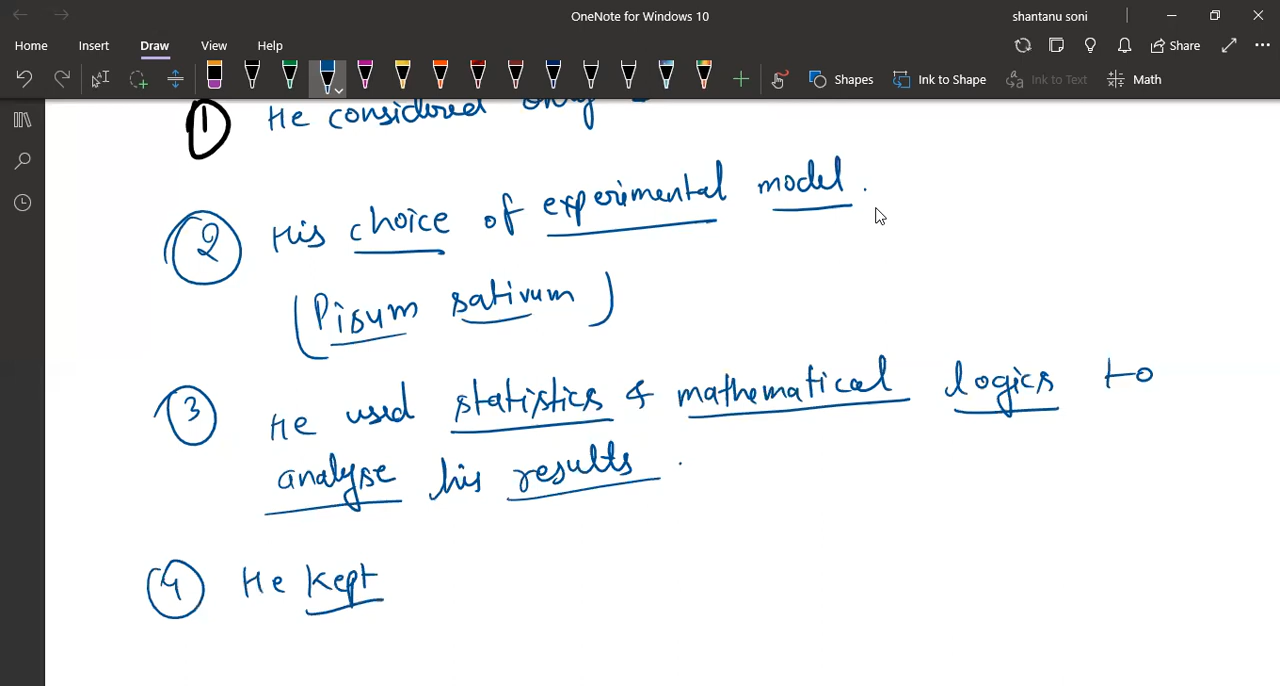 OneNote for Windows 10
shantanu soni
Home Insert Draw View Help
Share
Shapes Ink to Shape Ink to Text Math
① He considered only
② His choice of experimental model.
(Pisum sativum)
③ He used statistics & mathematical logics to
analyse his results.
④ He kept